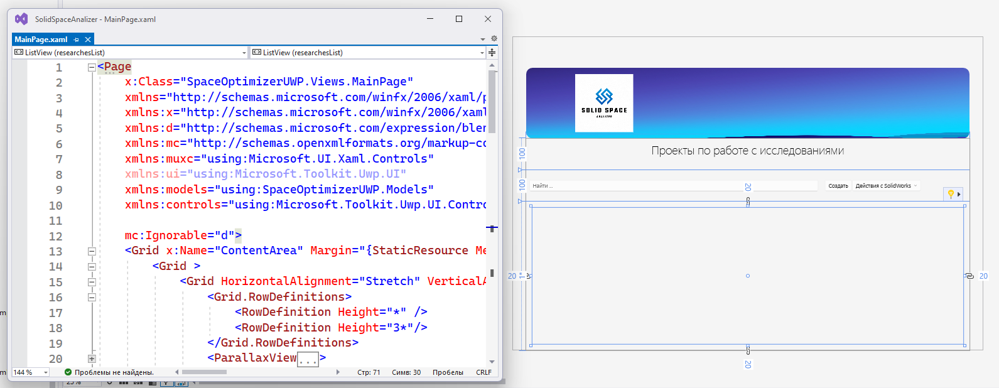 SolidSpaceAnalizer - MainPage.xaml
MainPage.xaml
ListView (researchesList) ListView (researchesList)
1 <Page
2 x:Class="SpaceOptimizerUWP.Views.MainPage"
3 xmlns="http://schemas.microsoft.com/winfx/2006/xaml/p
4 xmlns:x="http://schemas.microsoft.com/winfx/2006/xaml
5 xmlns:d="http://schemas.microsoft.com/expression/blen
6 xmlns:mc="http://schemas.openxmlformats.org/markup-co
7 xmlns:muxc="using:Microsoft.UI.Xaml.Controls"
8 xmlns:ui="using:Microsoft.Toolkit.Uwp.UI"
9 xmlns:models="using:SpaceOptimizerUWP.Models"
10 xmlns:controls="using:Microsoft.Toolkit.Uwp.UI.Contro
11
12 mc:Ignorable="d">
13 <Grid x:Name="ContentArea" Margin="{StaticResource Me
14 <Grid >
15 <Grid HorizontalAlignment="Stretch" VerticalA
16 <Grid.RowDefinitions>
17 <RowDefinition Height="*" />
18 <RowDefinition Height="3*"/>
19 </Grid.RowDefinitions>
20 <ParallaxView...>
144 % Проблемы не найдены. Стр: 71 Симв: 30 Пробелы CRLF
SOLID SPACE
ANALIZER
Проекты по работе с исследованиями
100
100
Найти ... 20 Создать Действия с SolidWorks
20 1* 20
20